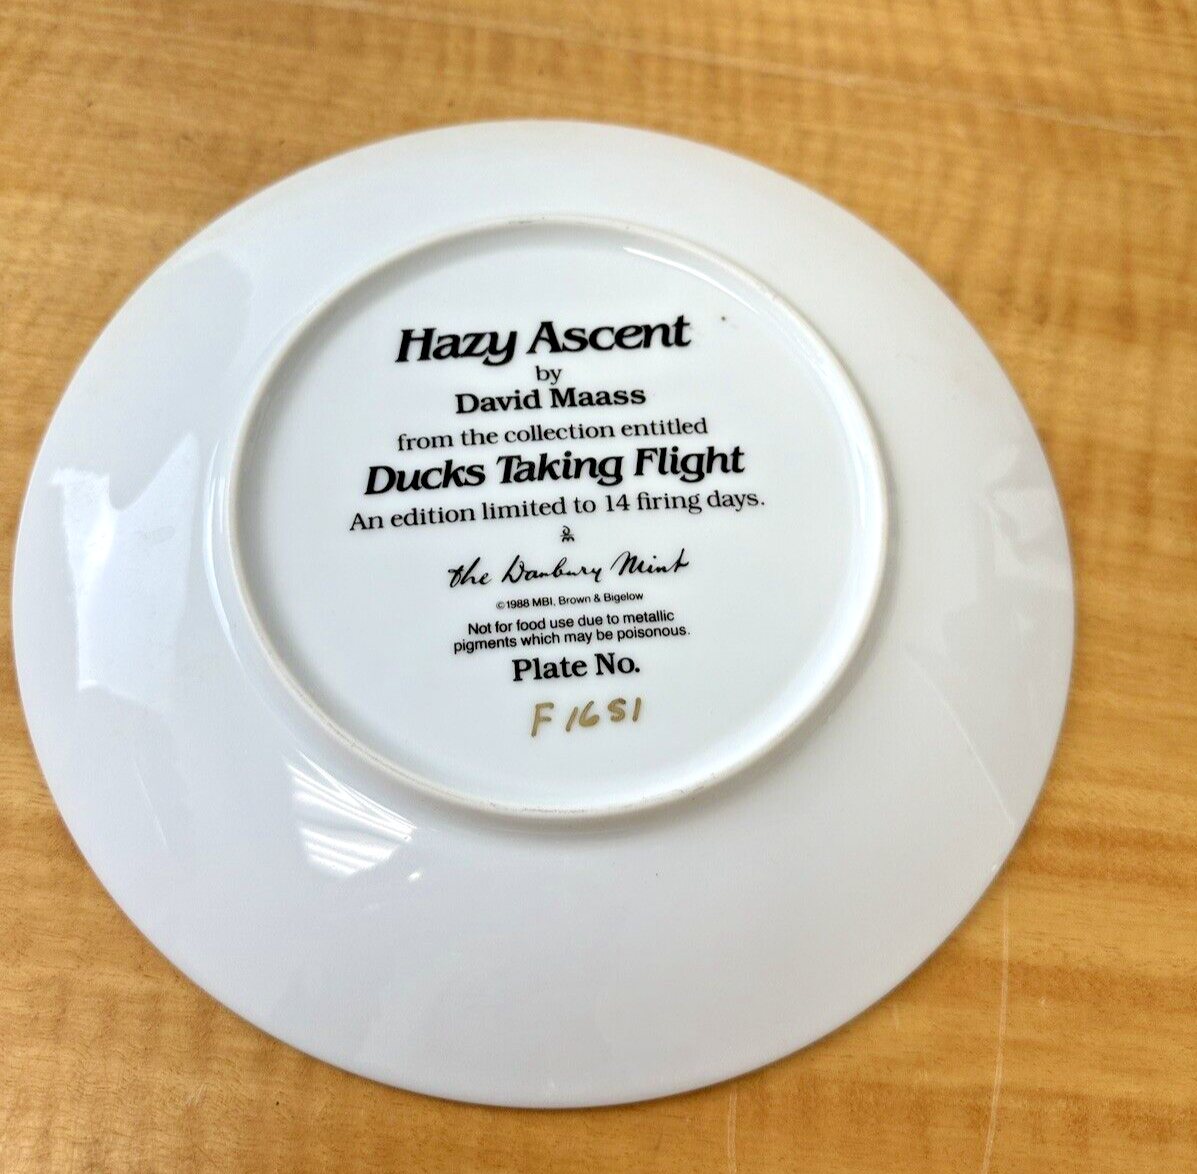 Hazy Ascent
by
David Maass
from the collection entitled
Ducks Taking Flight
An edition limited to 14 firing days.
the Danbury Mint
©1988 MBI, Brown & Bigelow
Not for food use due to metallic
pigments which may be poisonous.
Plate No.
F 1651